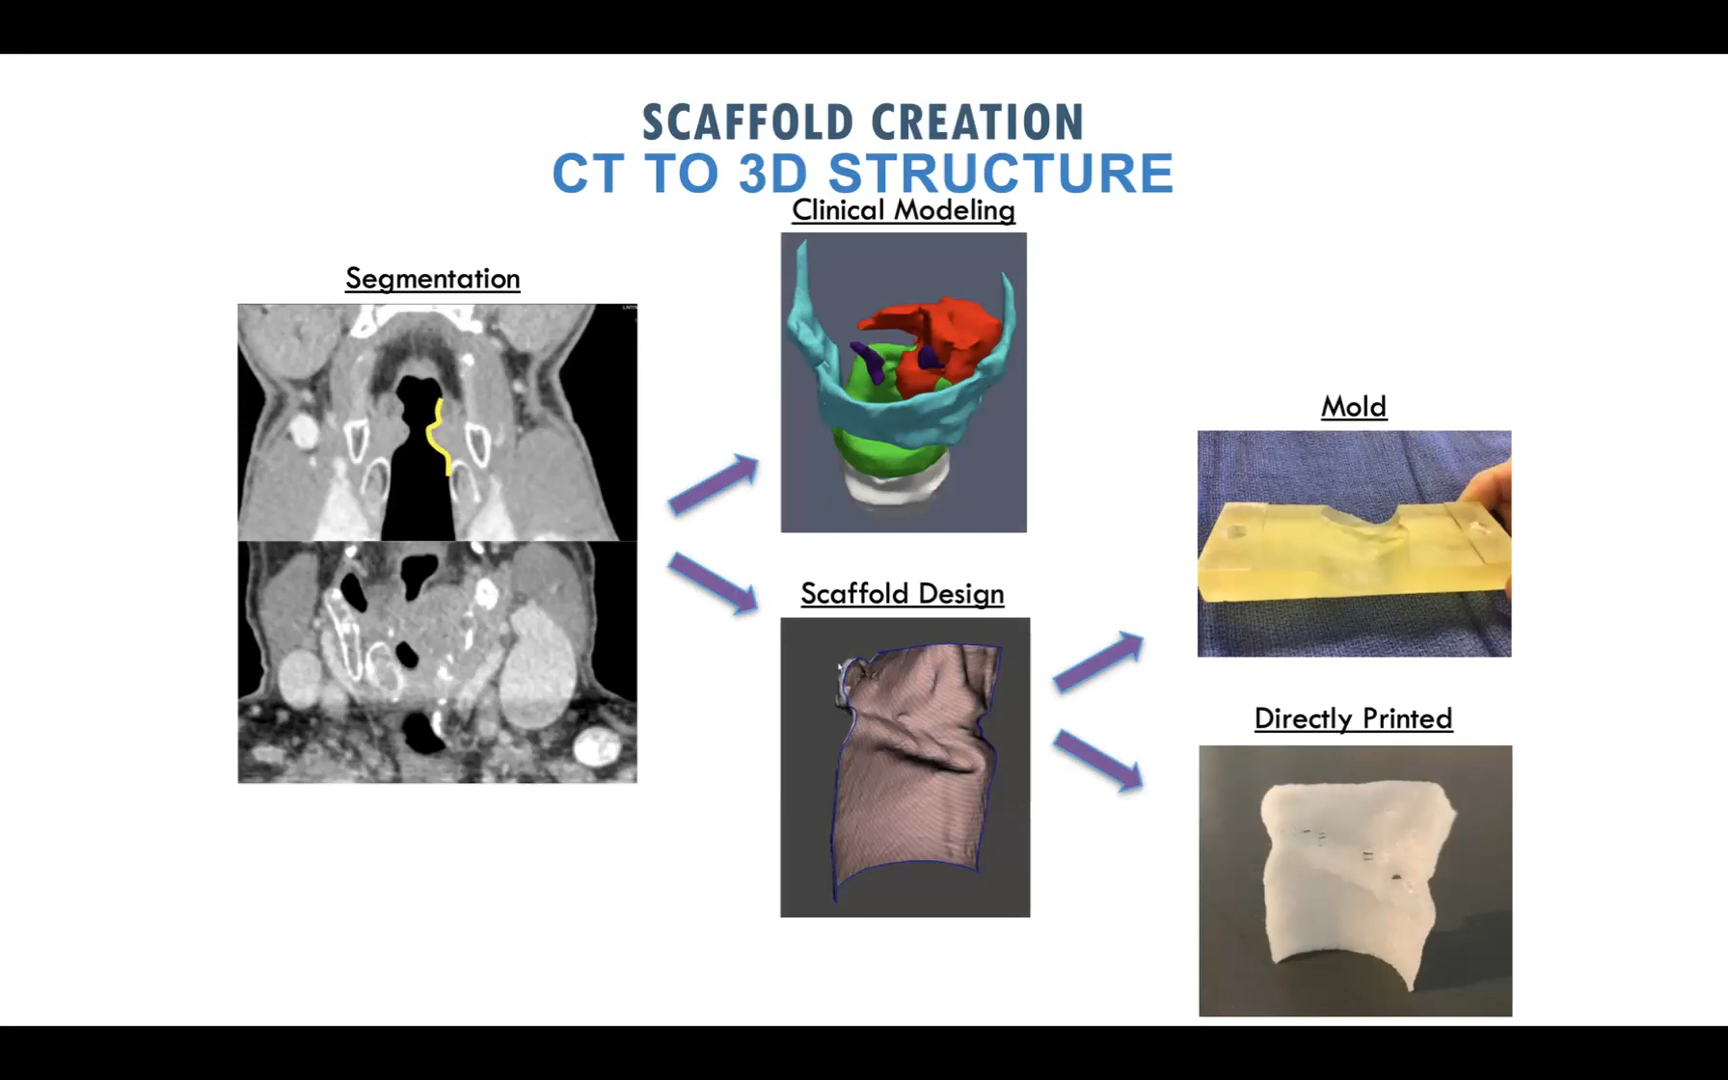 SCAFFOLD CREATION
CT TO 3D STRUCTURE
Clinical Modeling
Segmentation
Mold
Scaffold Design
Directly Printed